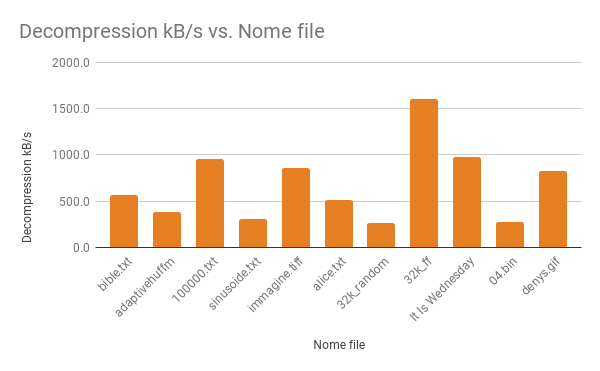 Decompression kB/s vs. Nome file
Decompression kB/s
2000.0
1500.0
1000.0
500.0
0.0
bible.txt
adaptivehuffm
100000.txt
sinusoide.txt
immagine.tiff
alice.txt
32k_random
32k_ff
It Is Wednesday
04.bin
denys.gif
Nome file